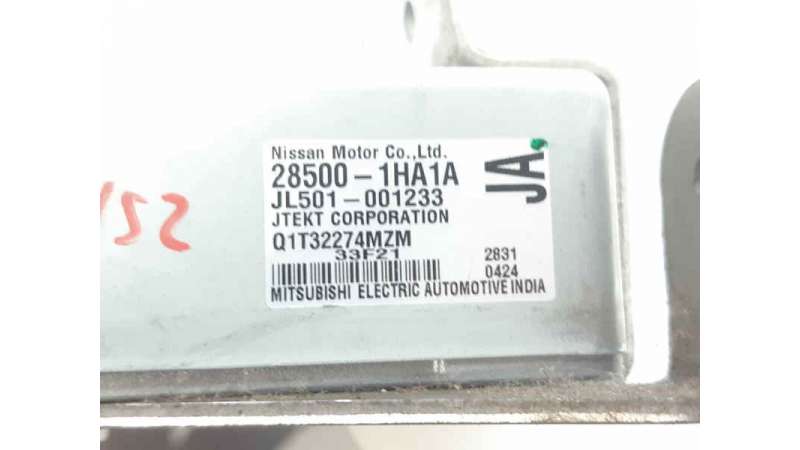 Nissan Motor Co.,Ltd.
28500-1HA1A
JA
JL501-001233
JTEKT CORPORATION
Q1T32274MZM
33F21
2831
0424
MITSUBISHI ELECTRIC AUTOMOTIVE INDIA